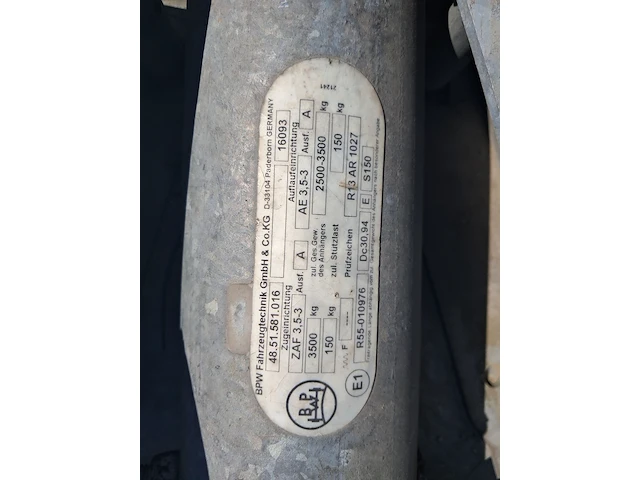 BPW Fahrzeugtechnik GmbH & Co.KG D-33104 Paderborn GERMANY
48.51.581.016 16093
Zugeinrichtung Auflaufeinrichtung
ZAF 3,5-3 Ausf. A AE 3,5-3 Ausf. A
3500 kg zul. Ges.Gew. des Anhängers 2500-3500 kg
150 kg zul. Stützlast 150 kg
F --- Prüfzeichen R13 AR 1027
E1 R55-010976 Dc30,94 E S150
21241
BPW